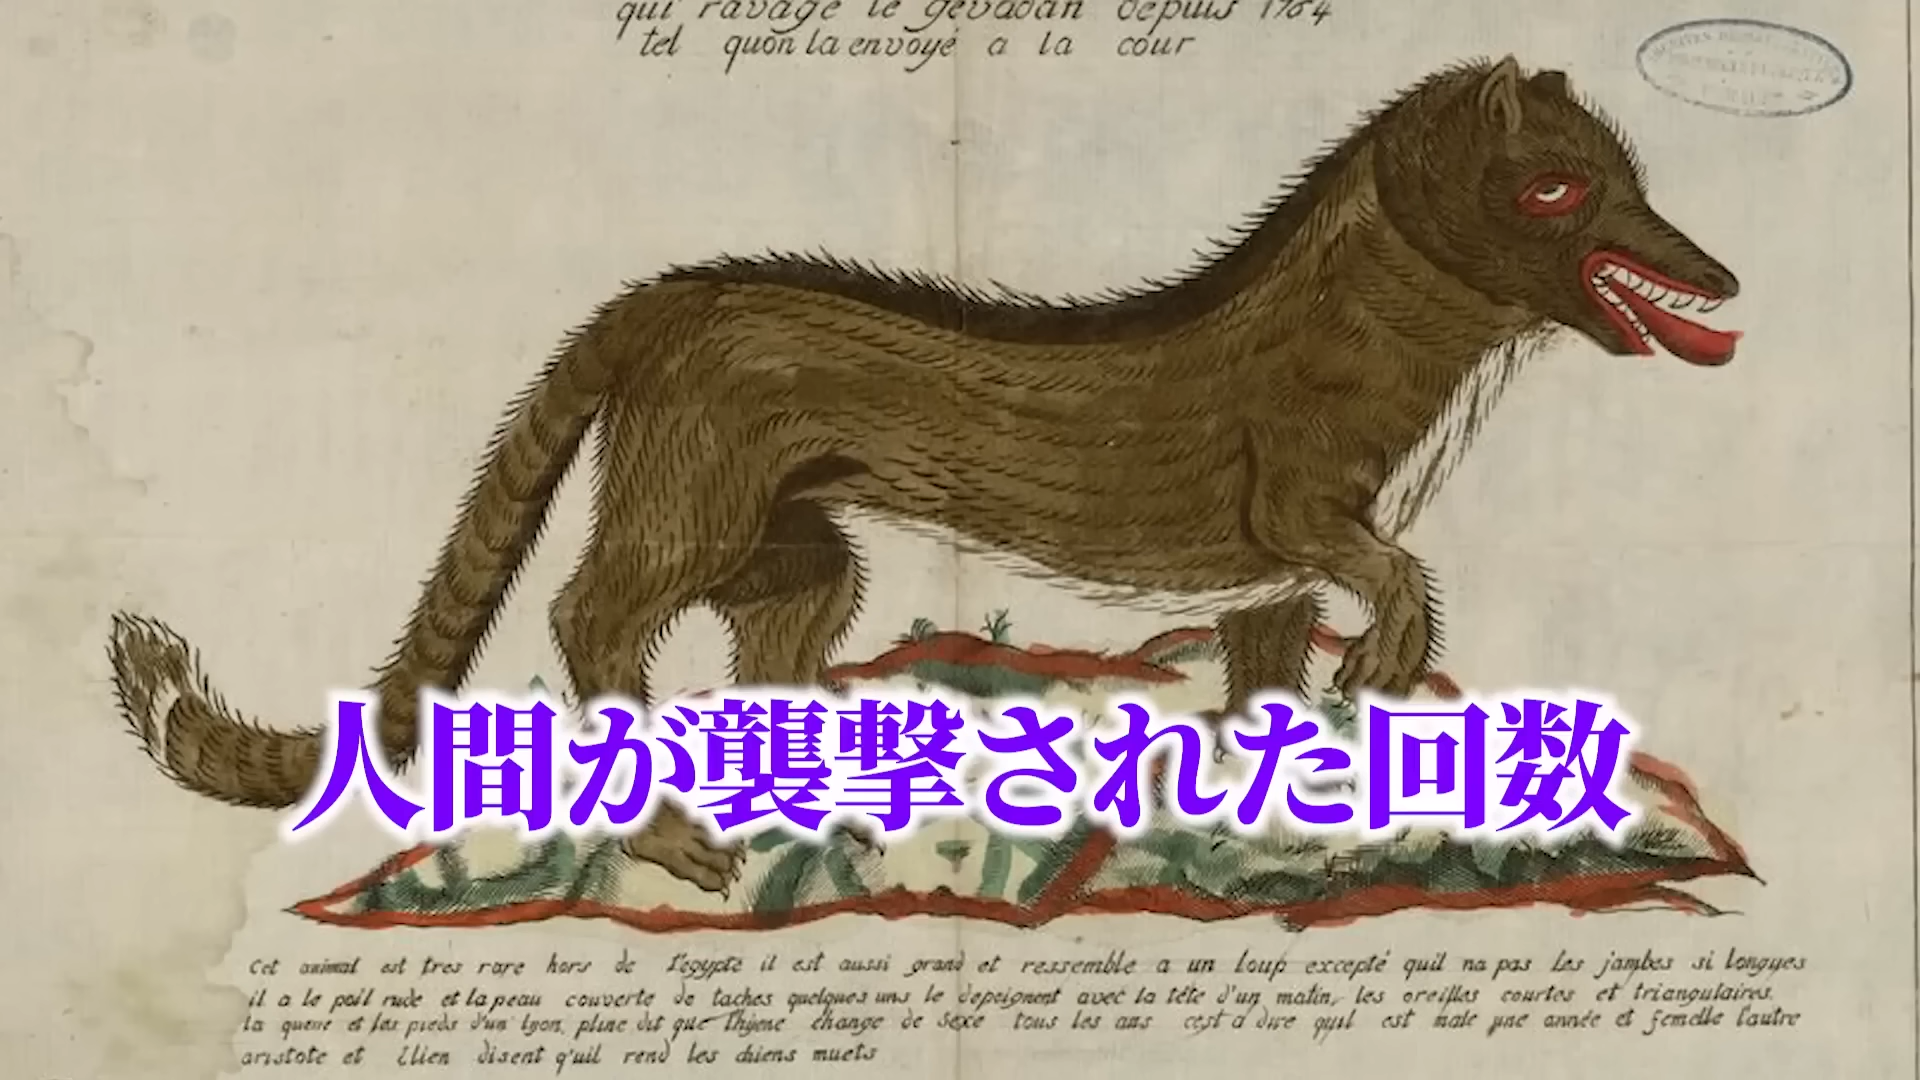 qui ravage le gevaudan depuis 1764
tel quon la envoyé a la cour
人間が襲撃された回数
Cet animal est tres rare hors de l'egypte il est aussi grand et ressemble a un loup excepté quil na pas les jambes si longues
il a le poil rude et la peau couverte de taches quelques uns le depeignent avec la tête d'un matin, les oreilles courtes et triangulaires.
la queue et les pieds d'un lyon, pline dit que l'hyene change de sexe tous les ans cest a dire quil est male une année et femelle l'autre
aristote et Elien disent q'uil rend les chiens muets